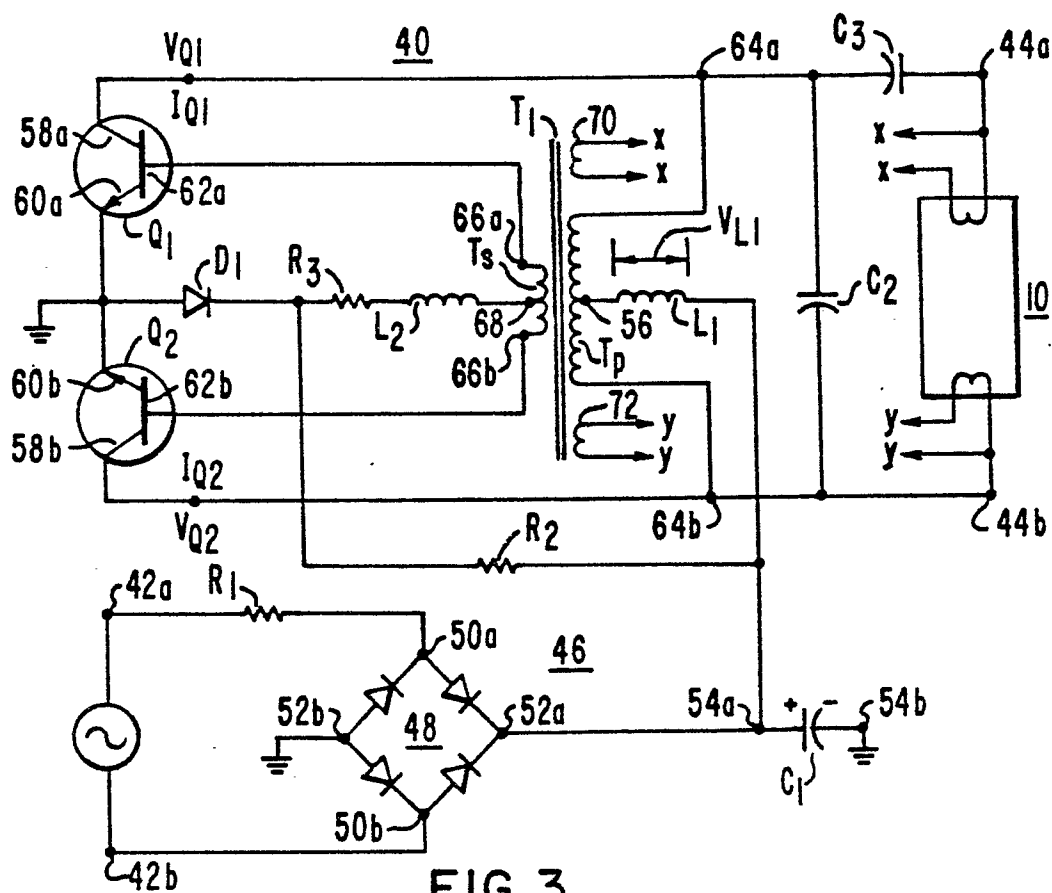 VQ1
40
64a
C3
44a
IQ1
58a
T1
70
x
x
x
x
60a
62a
Q1
66a
Ts
VL1
D1
R3
C2
10
L2
68
56
L1
Q2
66b
Tp
60b
62b
72
y
y
y
y
58b
IQ2
VQ2
64b
44b
R2
42a
R1
50a
46
52b
48
52a
54a
+
-
54b
C1
50b
42b
FIG 3